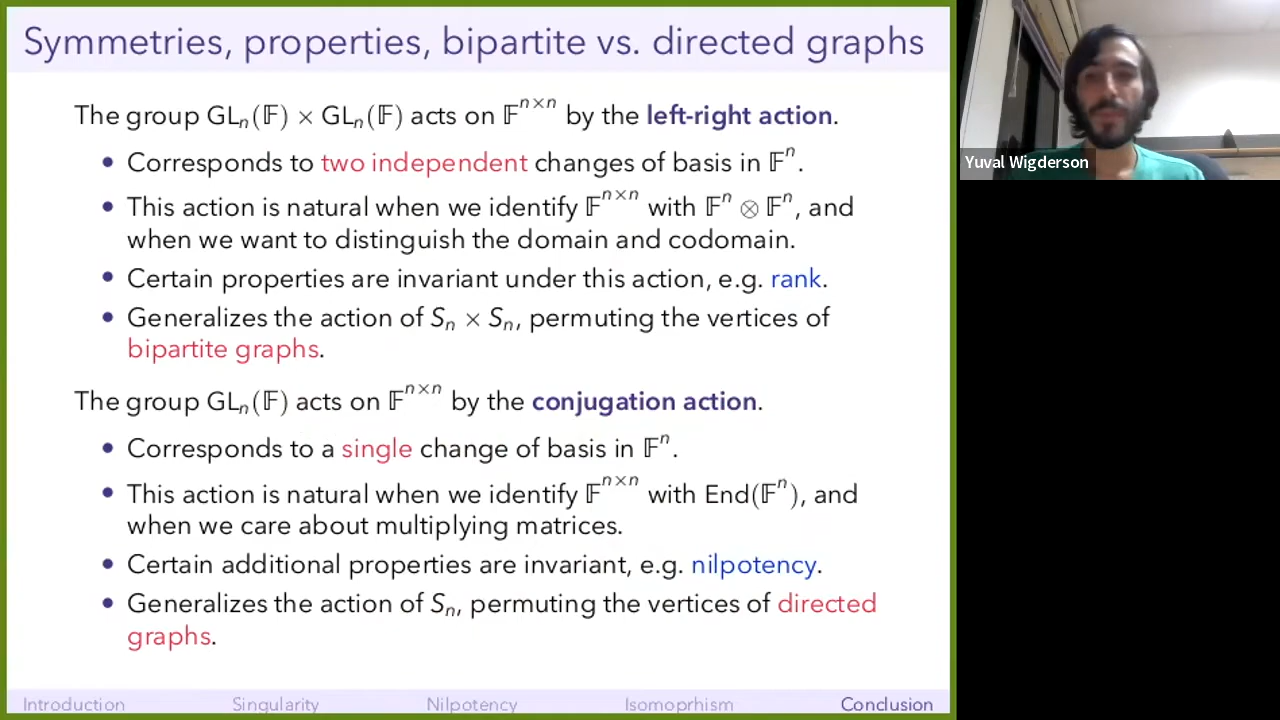 Symmetries, properties, bipartite vs. directed graphs
The group GLₙ(𝔽) × GLₙ(𝔽) acts on 𝔽ⁿˣⁿ by the left-right action.
• Corresponds to two independent changes of basis in 𝔽ⁿ.
• This action is natural when we identify 𝔽ⁿˣⁿ with 𝔽ⁿ ⊗ 𝔽ⁿ, and
when we want to distinguish the domain and codomain.
• Certain properties are invariant under this action, e.g. rank.
• Generalizes the action of Sₙ × Sₙ, permuting the vertices of
bipartite graphs.
The group GLₙ(𝔽) acts on 𝔽ⁿˣⁿ by the conjugation action.
• Corresponds to a single change of basis in 𝔽ⁿ.
• This action is natural when we identify 𝔽ⁿˣⁿ with End(𝔽ⁿ), and
when we care about multiplying matrices.
• Certain additional properties are invariant, e.g. nilpotency.
• Generalizes the action of Sₙ, permuting the vertices of directed
graphs.
Introduction Singularity Nilpotency Isomoprhism Conclusion
Yuval Wigderson